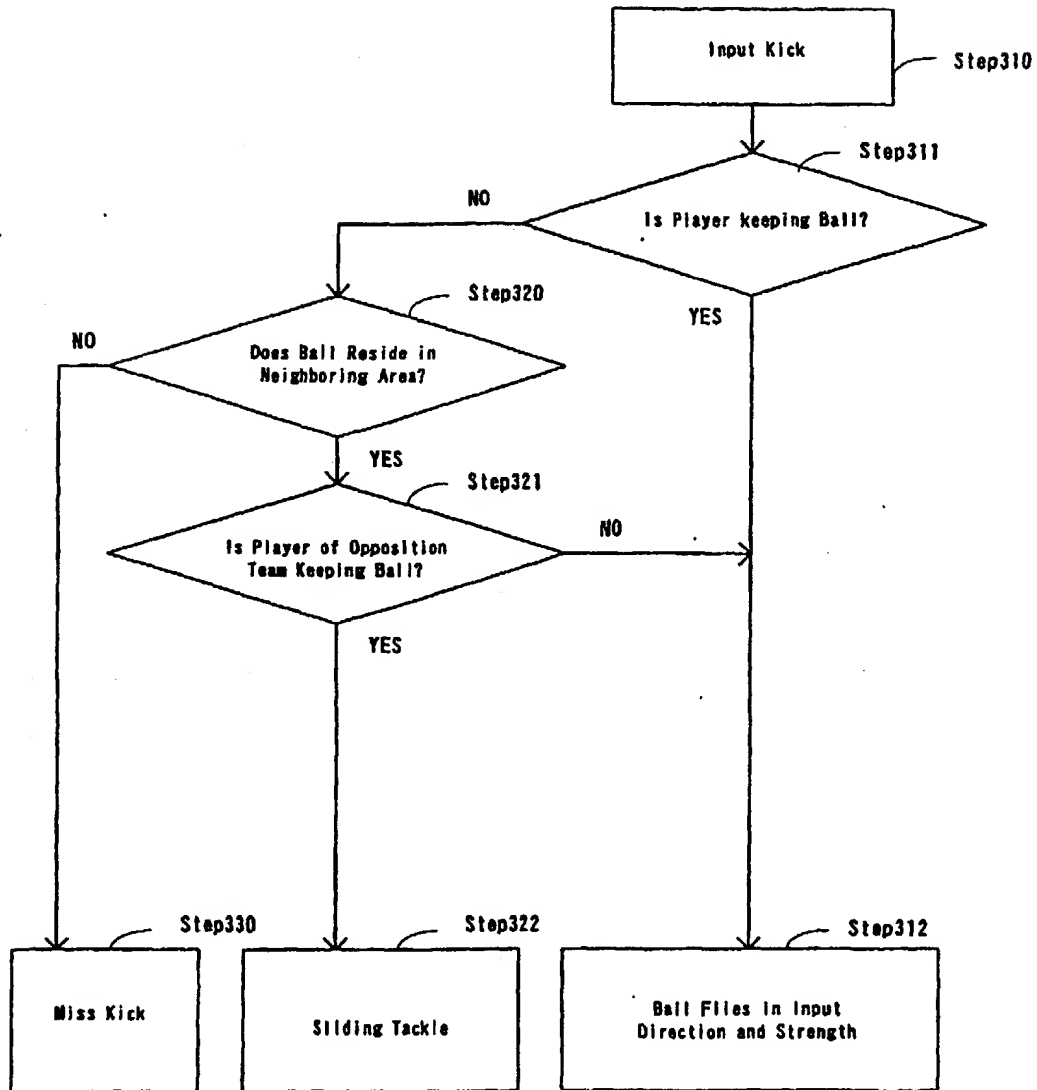 Input Kick
Step310
Step311
NO
Is Player keeping Ball?
Step320
YES
NO
Does Ball Reside in
Neighboring Area?
YES
Step321
NO
Is Player of Opposition
Team Keeping Ball?
YES
Step330
Step322
Step312
Miss Kick
Sliding Tackle
Ball Flies in Input
Direction and Strength